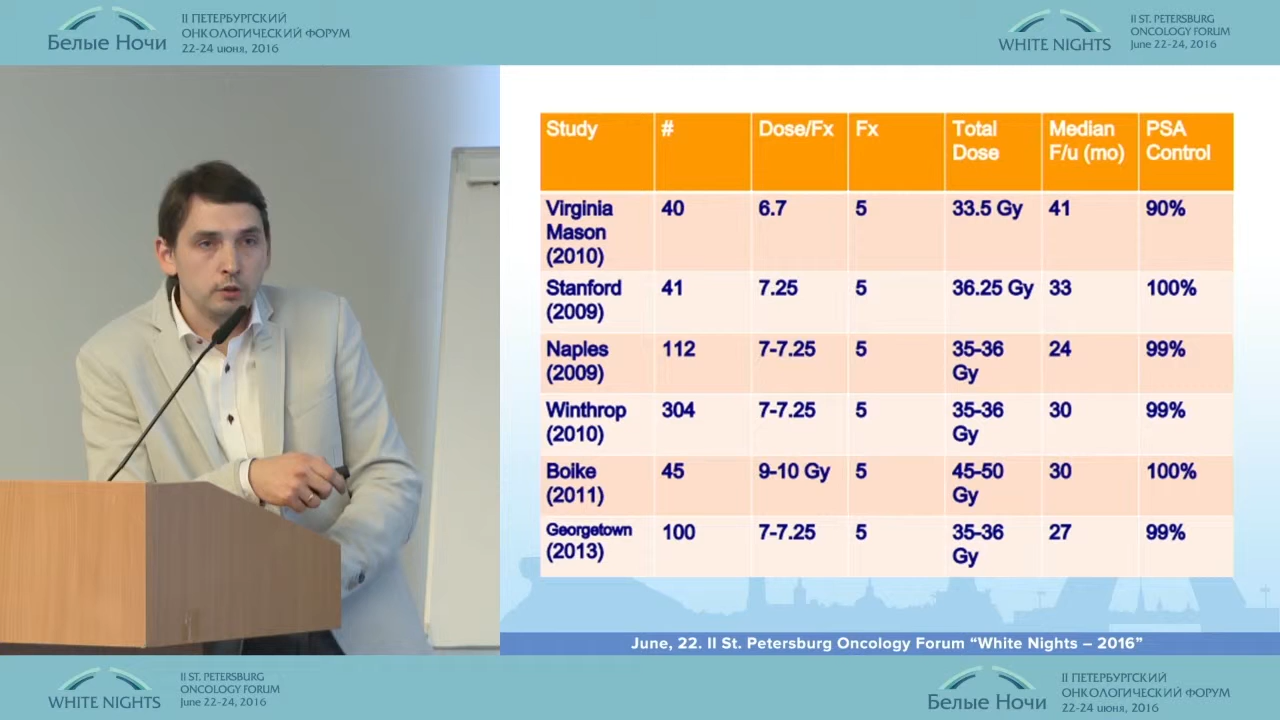 Белые Ночи
II ПЕТЕРБУРГСКИЙ
ОНКОЛОГИЧЕСКИЙ ФОРУМ
22-24 июня, 2016
WHITE NIGHTS
II ST. PETERSBURG
ONCOLOGY FORUM
June 22-24, 2016
Study # Dose/Fx Fx Total Dose Median F/u (mo) PSA Control
Virginia Mason (2010) 40 6.7 5 33.5 Gy 41 90%
Stanford (2009) 41 7.25 5 36.25 Gy 33 100%
Naples (2009) 112 7-7.25 5 35-36 Gy 24 99%
Winthrop (2010) 304 7-7.25 5 35-36 Gy 30 99%
Boike (2011) 45 9-10 Gy 5 45-50 Gy 30 100%
Georgetown (2013) 100 7-7.25 5 35-36 Gy 27 99%
June, 22. II St. Petersburg Oncology Forum “White Nights – 2016”
WHITE NIGHTS
II ST. PETERSBURG
ONCOLOGY FORUM
June 22-24, 2016
Белые Ночи
II ПЕТЕРБУРГСКИЙ
ОНКОЛОГИЧЕСКИЙ ФОРУМ
22-24 июня, 2016